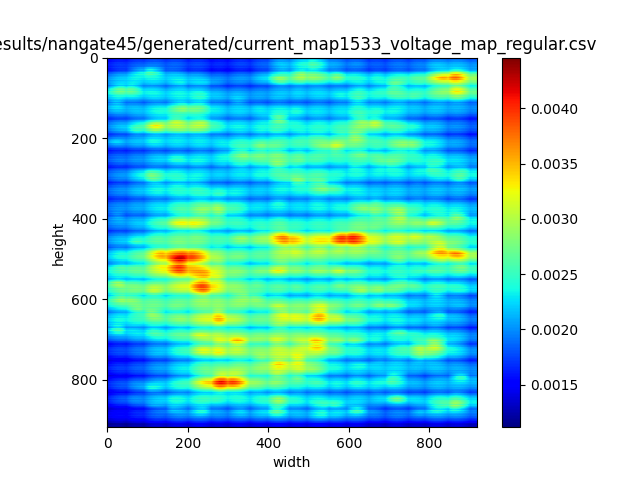 esults/nangate45/generated/current_map1533_voltage_map_regular.csv
0
200
400
600
800
height
0 200 400 600 800
width
0.0040
0.0035
0.0030
0.0025
0.0020
0.0015